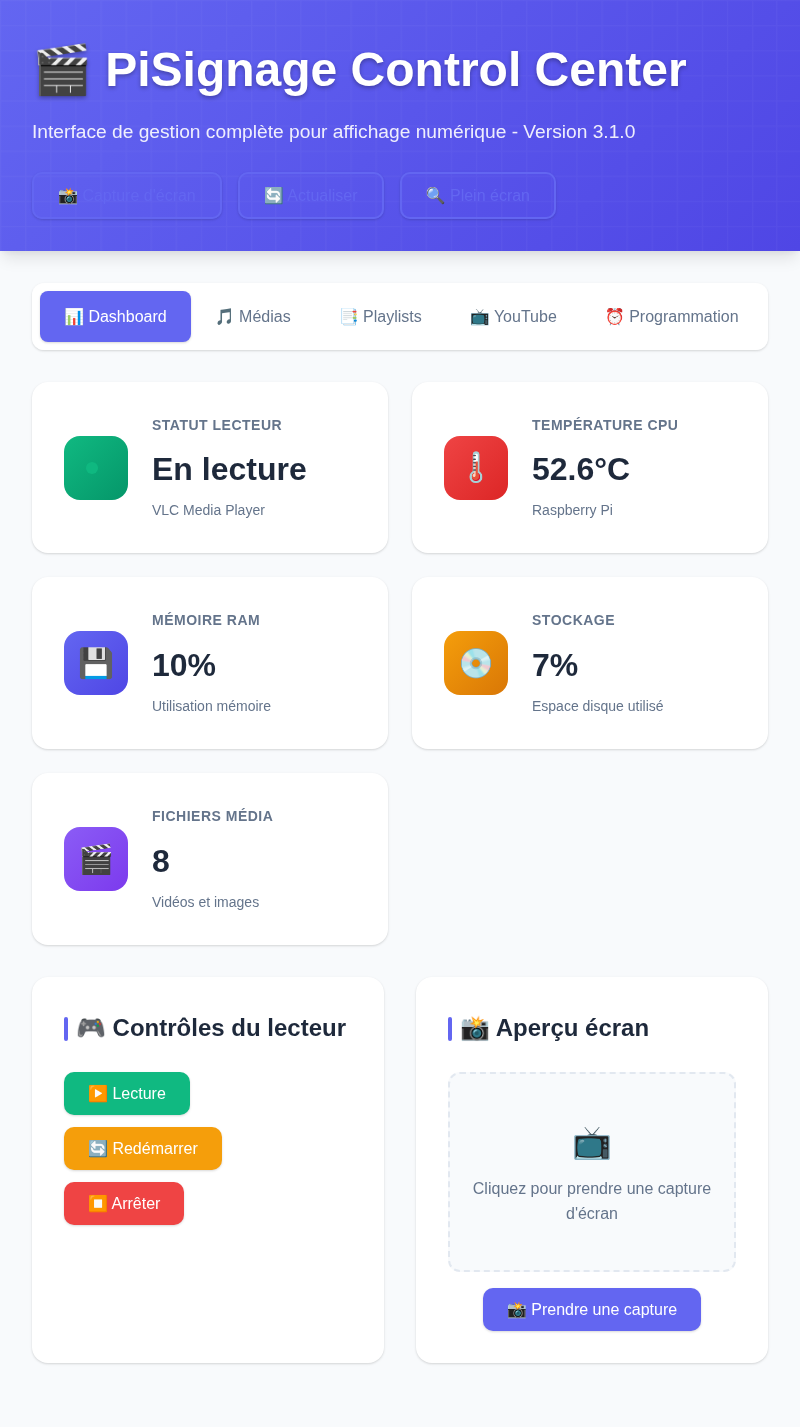 🎬 PiSignage Control Center
Interface de gestion complète pour affichage numérique - Version 3.1.0
📸 Capture d'écran 🔄 Actualiser 🔍 Plein écran
📊 Dashboard 🎵 Médias 📑 Playlists 📺 YouTube ⏰ Programmation
STATUT LECTEUR
En lecture
VLC Media Player
TEMPÉRATURE CPU
52.6°C
Raspberry Pi
MÉMOIRE RAM
10%
Utilisation mémoire
STOCKAGE
7%
Espace disque utilisé
FICHIERS MÉDIA
8
Vidéos et images
🎮 Contrôles du lecteur
▶️ Lecture
🔄 Redémarrer
⏹️ Arrêter
📸 Aperçu écran
Cliquez pour prendre une capture
d'écran
📸 Prendre une capture